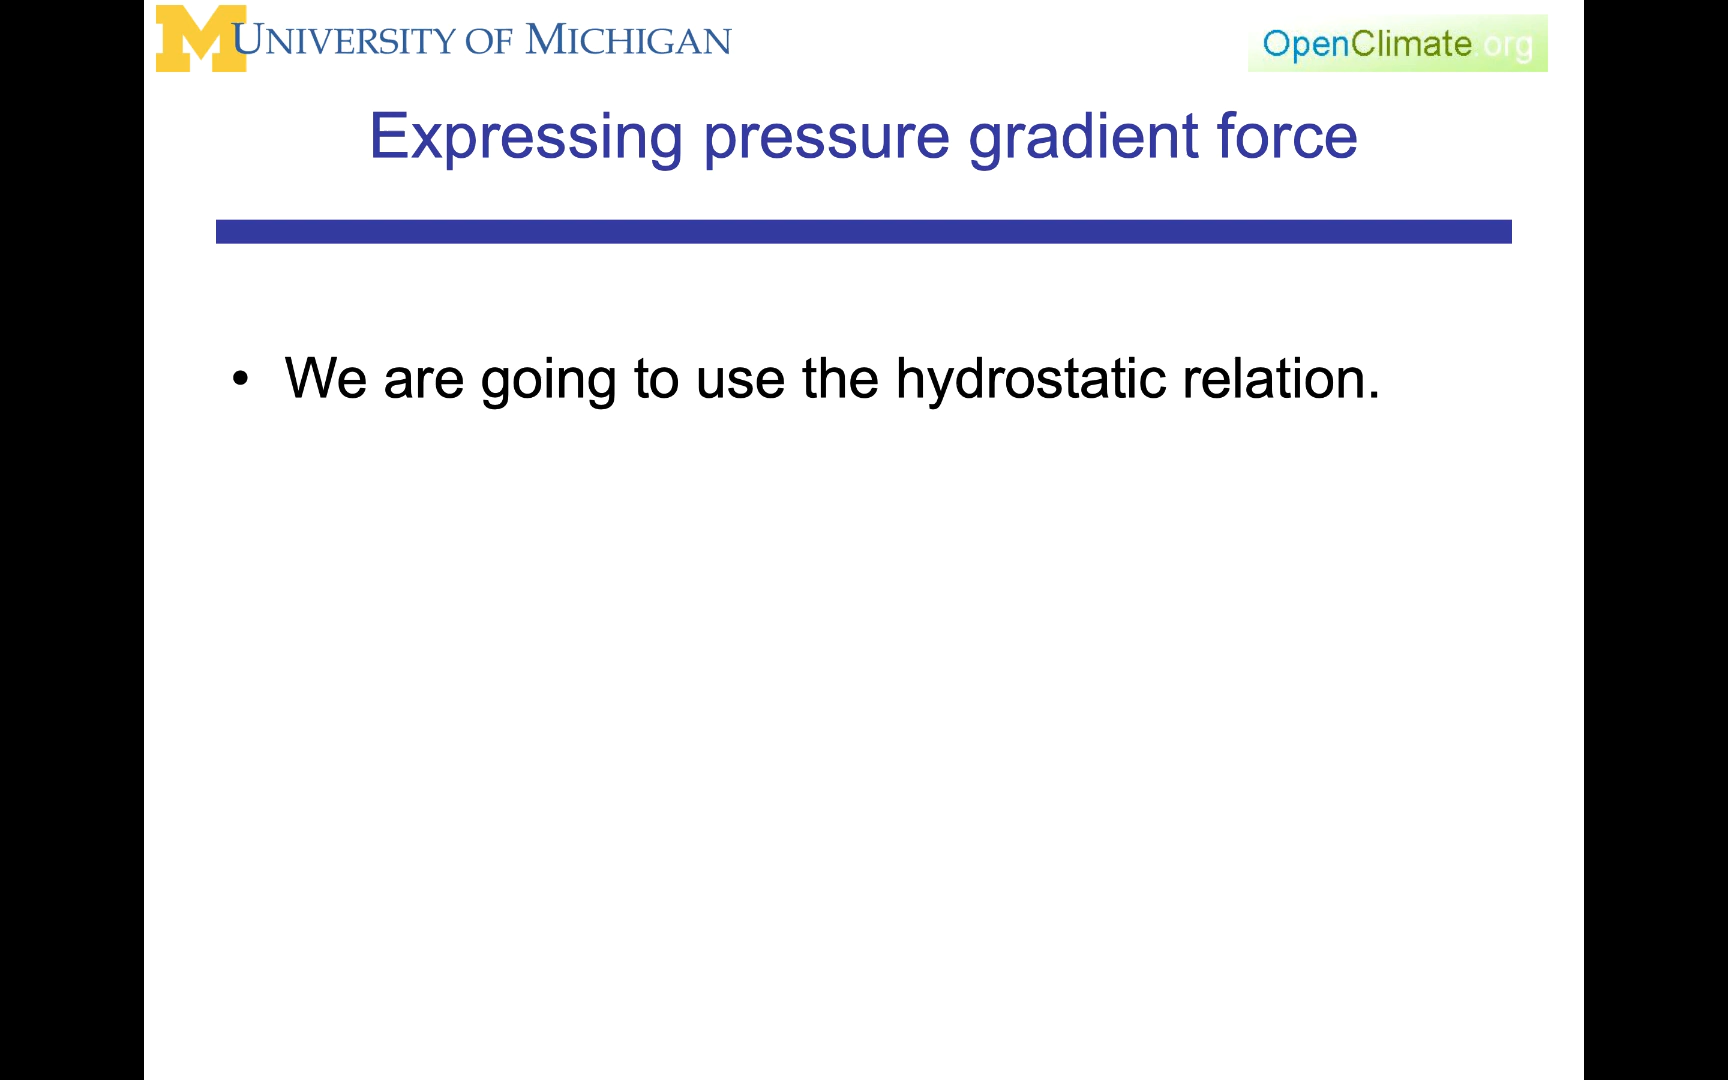 M UNIVERSITY OF MICHIGAN
OpenClimate.org
Expressing pressure gradient force
• We are going to use the hydrostatic relation.